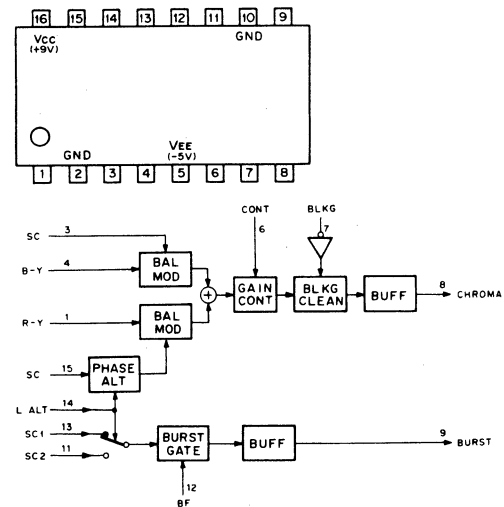 16 15 14 13 12 11 10 9
VCC GND
(+9V)
VEE
GND (-5V)
1 2 3 4 5 6 7 8
CONT BLKG
SC 3 6 7
B-Y 4 BAL MOD
+ GAIN CONT BLKG CLEAN BUFF 8 CHROMA
R-Y 1 BAL MOD
SC 15 PHASE ALT
L ALT 14
SC1 13 BURST GATE BUFF 9 BURST
SC2 11
12
BF